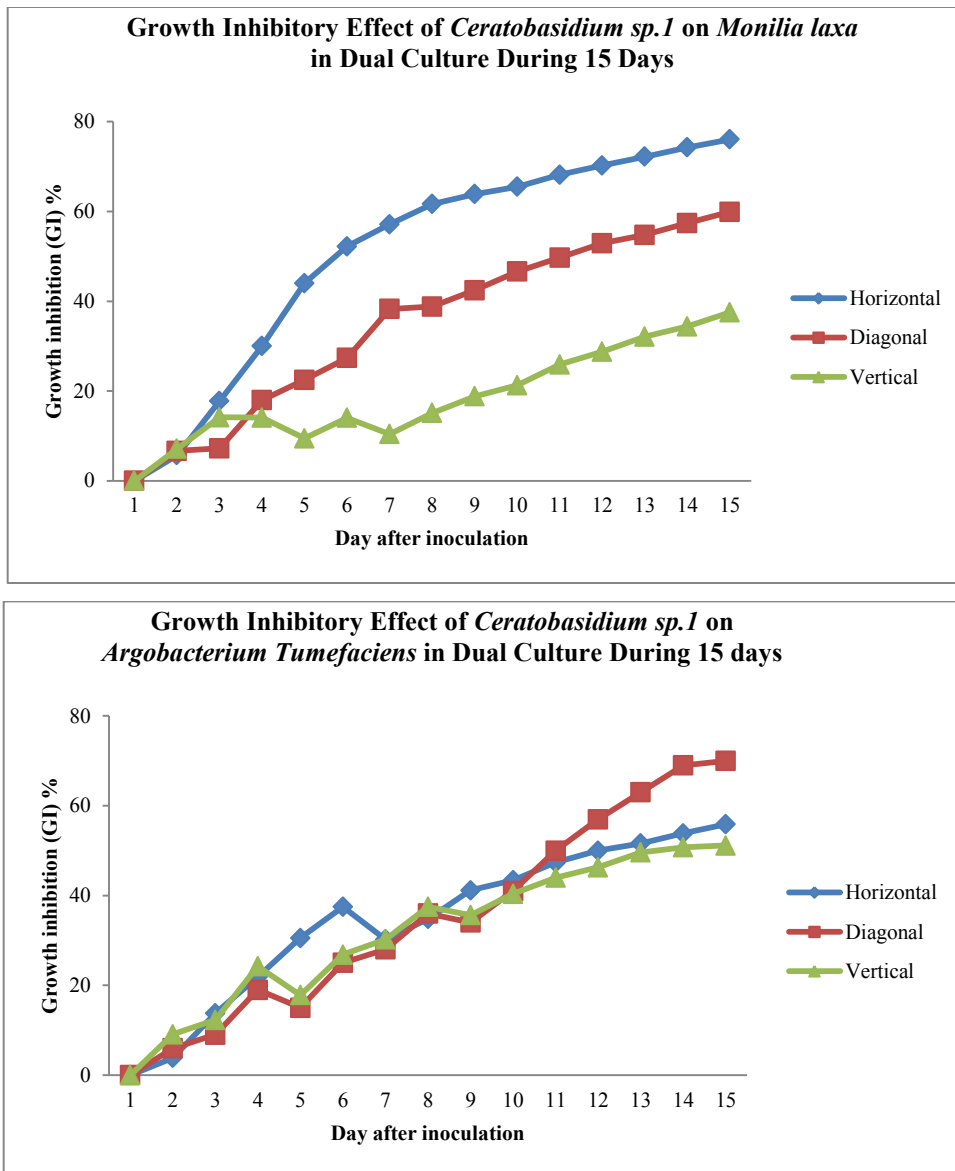 Growth Inhibitory Effect of Ceratobasidium sp.1 on Monilia laxa
in Dual Culture During 15 Days
80
60
40
20
0
Growth inhibition (GI) %
1 2 3 4 5 6 7 8 9 10 11 12 13 14 15
Day after inoculation
Horizontal
Diagonal
Vertical
Growth Inhibitory Effect of Ceratobasidium sp.1 on
Argobacterium Tumefaciens in Dual Culture During 15 days
80
60
40
20
0
Growth inhibition (GI) %
1 2 3 4 5 6 7 8 9 10 11 12 13 14 15
Day after inoculation
Horizontal
Diagonal
Vertical